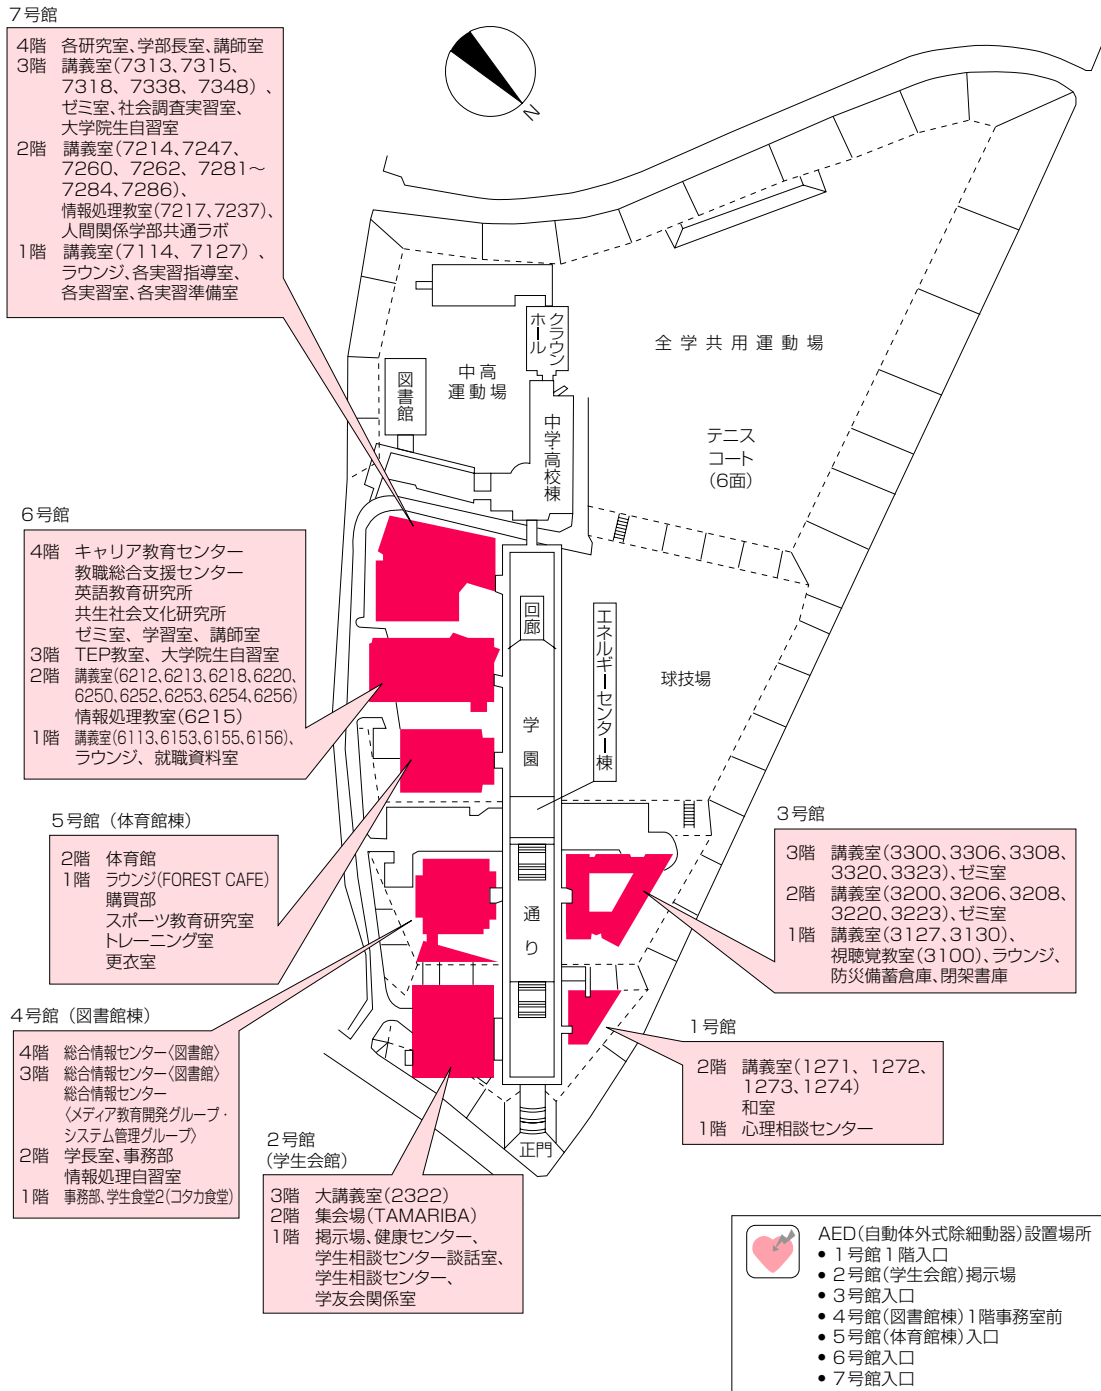 7号館
4階 各研究室、学部長室、講師室
3階 講義室(7313、7315、
7318、7338、7348)、
ゼミ室、社会調査実習室、
大学院生自習室
2階 講義室(7214、7247、
7260、7262、7281〜
7284、7286)、
情報処理教室(7217、7237)、
人間関係学部共通ラボ
1階 講義室(7114、7127)、
ラウンジ、各実習指導室、
各実習室、各実習準備室
N
クラウン
ホール
全学共用運動場
中高
運動場
図書館
中学・高校棟
テニス
コート
(6面)
6号館
4階 キャリア教育センター
教職総合支援センター
英語教育研究所
共生社会文化研究所
ゼミ室、学習室、講師室
3階 TEP教室、大学院生自習室
2階 講義室(6212、6213、6218、6220、
6250、6252、6253、6254、6256)
情報処理教室(6215)
1階 講義室(6113、6153、6155、6156)、
ラウンジ、就職資料室
回廊
エネルギーセンター棟
球技場
学園
通り
5号館(体育館棟)
2階 体育館
1階 ラウンジ(FOREST CAFE)
購買部
スポーツ教育研究室
トレーニング室
更衣室
3号館
3階 講義室(3300、3306、3308、
3320、3323)、ゼミ室
2階 講義室(3200、3206、3208、
3220、3223)、ゼミ室
1階 講義室(3127、3130)、
視聴覚教室(3100)、ラウンジ、
防災備蓄倉庫、閉架書庫
4号館(図書館棟)
4階 総合情報センター〈図書館〉
3階 総合情報センター〈図書館〉
総合情報センター
〈メディア教育開発グループ・
システム管理グループ〉
2階 学長室、事務部
情報処理自習室
1階 事務部、学生食堂2(コタカ食堂)
1号館
2階 講義室(1271、1272、
1273、1274)
和室
1階 心理相談センター
正門
2号館
(学生会館)
3階 大講義室(2322)
2階 集会場(TAMARIBA)
1階 掲示場、健康センター、
学生相談センター談話室、
学生相談センター、
学友会関係室
AED(自動体外式除細動器)設置場所
• 1号館1階入口
• 2号館(学生会館)掲示場
• 3号館入口
• 4号館(図書館棟)1階事務室前
• 5号館(体育館棟)入口
• 6号館入口
• 7号館入口